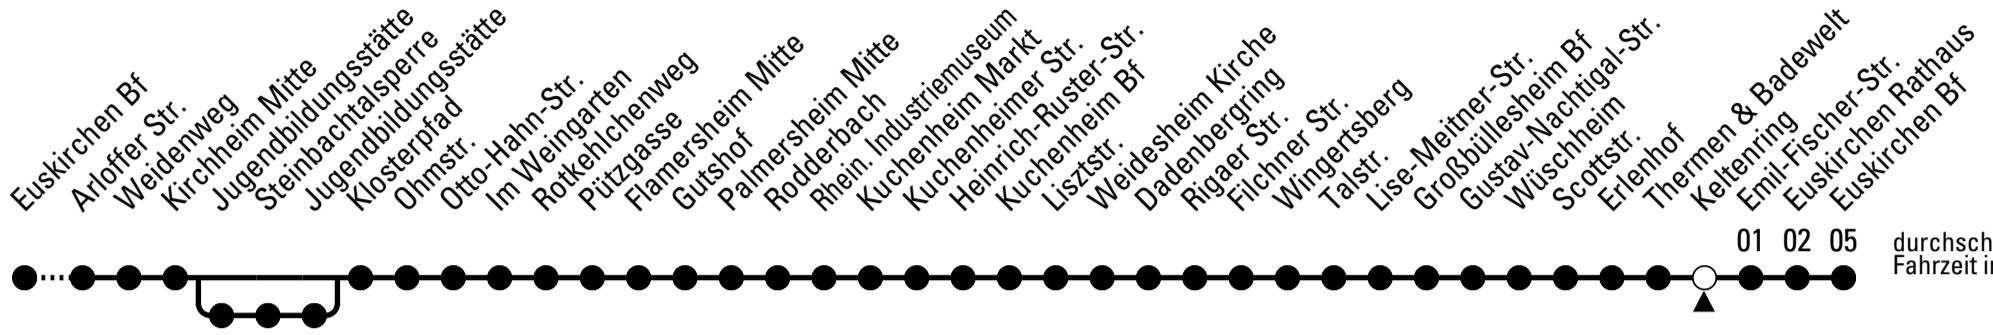 Euskirchen Bf
Arloffer Str.
Weidenweg
Kirchheim Mitte
Jugendbildungsstätte
Steinbachtalsperre
Jugendbildungsstätte
Klosterpfad
Ohmstr.
Otto-Hahn-Str.
Im Weingarten
Rotkehlchenweg
Pützgasse
Flamersheim Mitte
Gutshof
Palmersheim Mitte
Rodderbach
Rhein. Industriemuseum
Kuchenheim Markt
Kuchenheimer Str.
Heinrich-Ruster-Str.
Kuchenheim Bf
Lisztstr.
Weidesheim Kirche
Dadenbergring
Rigaer Str.
Filchner Str.
Wingertsberg
Talstr.
Lise-Meitner-Str.
Großbüllesheim Bf
Gustav-Nachtigal-Str.
Wüschheim
Scottstr.
Erlenhof
Thermen & Badewelt
Keltenring
Emil-Fischer-Str.
Euskirchen Rathaus
Euskirchen Bf
01 02 05
durchsch
Fahrzeit in